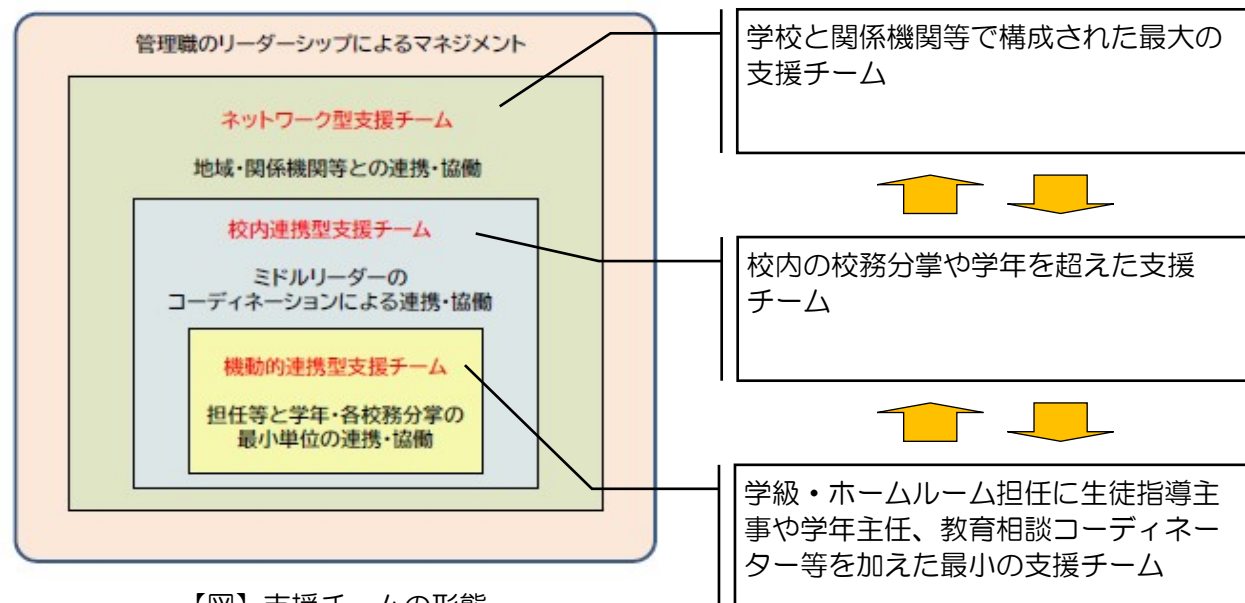 管理職のリーダーシップによるマネジメント
ネットワーク型支援チーム
地域・関係機関等との連携・協働
校内連携型支援チーム
ミドルリーダーの
コーディネーションによる連携・協働
機動的連携型支援チーム
担任等と学年・各校務分掌の
最小単位の連携・協働
学校と関係機関等で構成された最大の
支援チーム
校内の校務分掌や学年を超えた支援
チーム
学級・ホームルーム担任に生徒指導主
事や学年主任、教育相談コーディネー
ター等を加えた最小の支援チーム
【図】支援チームの形態